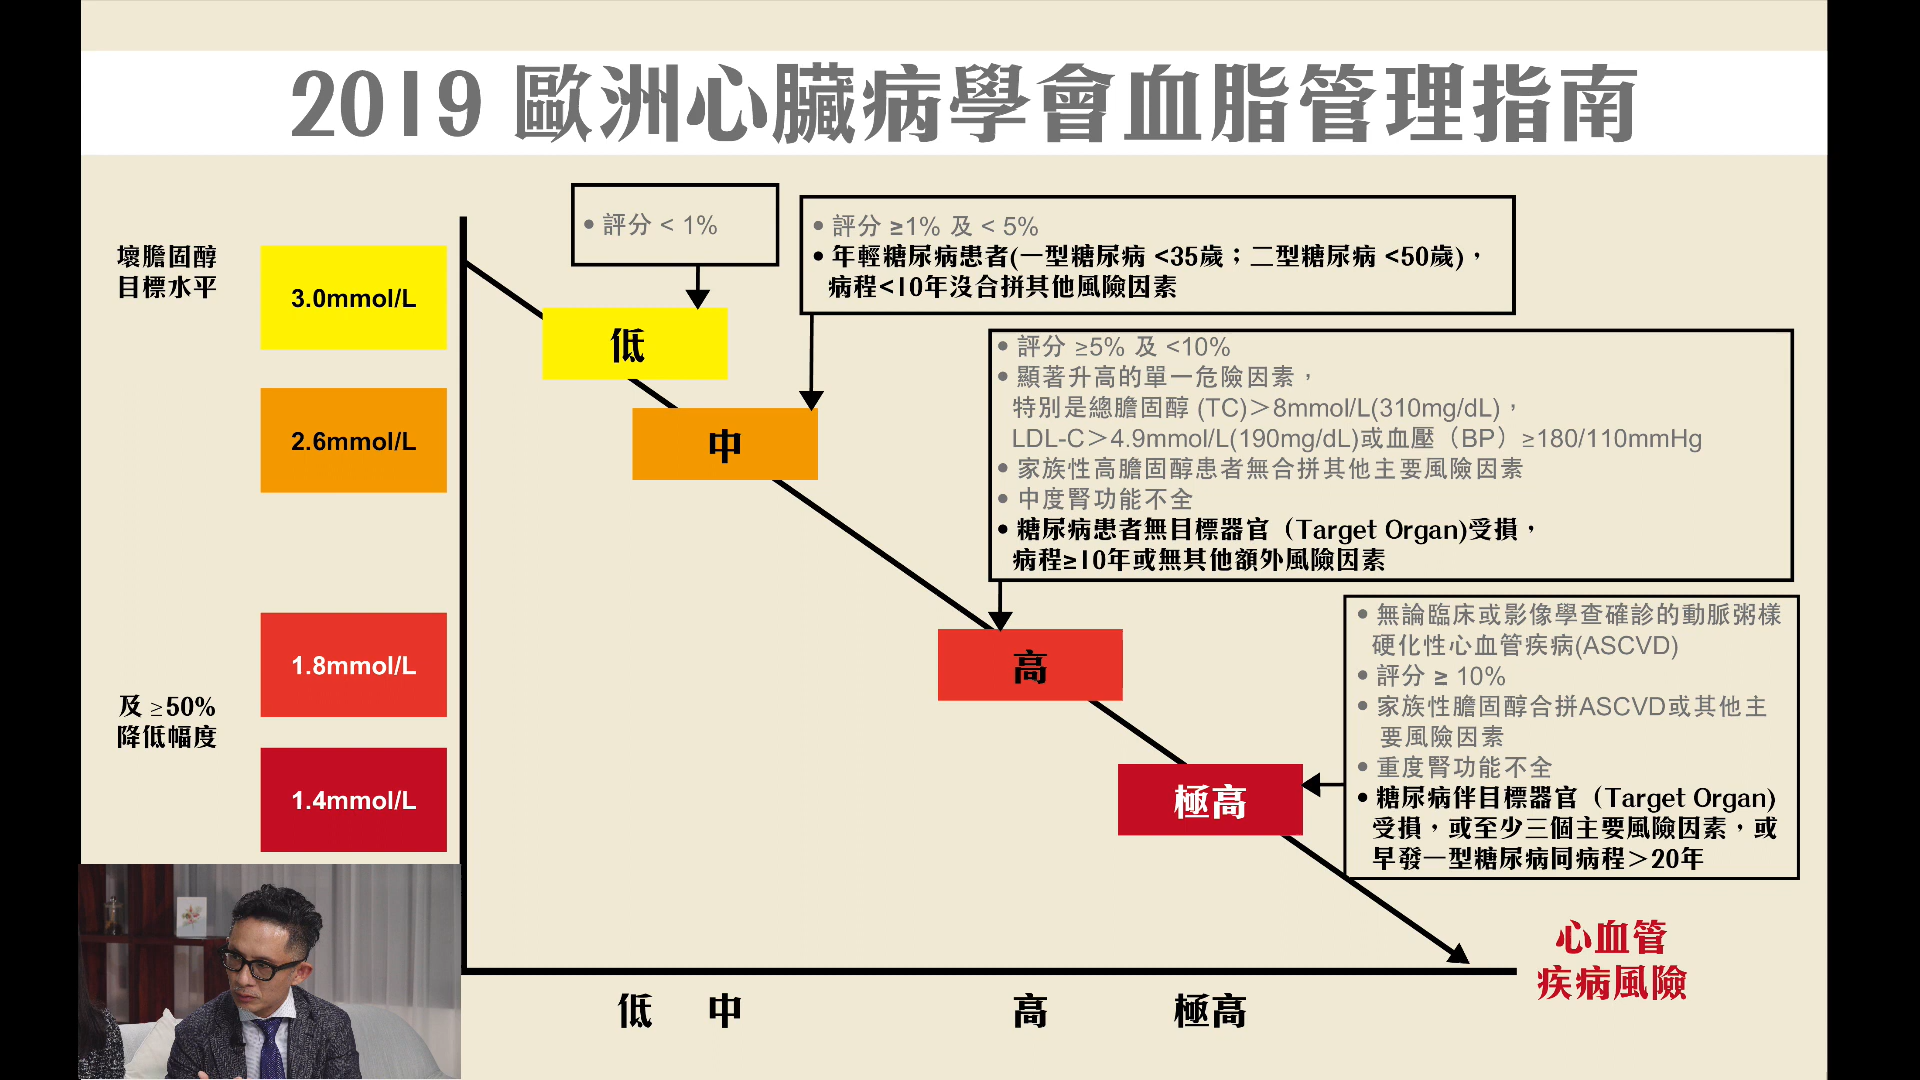 2019 歐洲心臟病學會血脂管理指南
壞膽固醇
目標水平
3.0mmol/L
2.6mmol/L
1.8mmol/L
及 ≥50%
降低幅度
1.4mmol/L
• 評分 < 1%
低
• 評分 ≥1% 及 < 5%
• 年輕糖尿病患者(一型糖尿病 <35歲；二型糖尿病 <50歲)，
病程<10年沒合拼其他風險因素
中
• 評分 ≥5% 及 <10%
• 顯著升高的單一危險因素，
特別是總膽固醇 (TC)＞8mmol/L(310mg/dL)，
LDL-C＞4.9mmol/L(190mg/dL)或血壓（BP）≥180/110mmHg
• 家族性高膽固醇患者無合拼其他主要風險因素
• 中度腎功能不全
• 糖尿病患者無目標器官（Target Organ)受損，
病程≥10年或無其他額外風險因素
高
• 無論臨床或影像學查確診的動脈粥樣
硬化性心血管疾病(ASCVD)
• 評分 ≥ 10%
• 家族性膽固醇合拼ASCVD或其他主
要風險因素
• 重度腎功能不全
• 糖尿病伴目標器官（Target Organ)
受損，或至少三個主要風險因素，或
早發一型糖尿病同病程＞20年
極高
心血管
疾病風險
低 中 高 極高